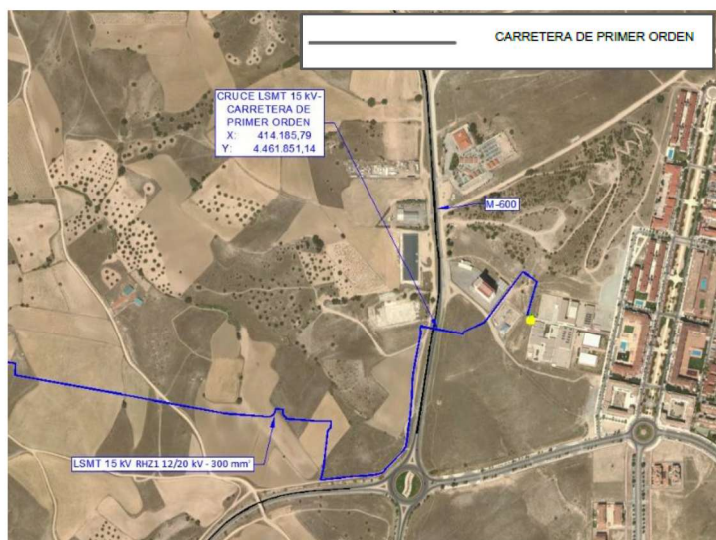 CARRETERA DE PRIMER ORDEN
CRUCE LSMT 15 kV-
CARRETERA DE
PRIMER ORDEN
X: 414.185,79
Y: 4.461.851,14
M-600
LSMT 15 KV RHZ1 12/20 kV - 300 mm²